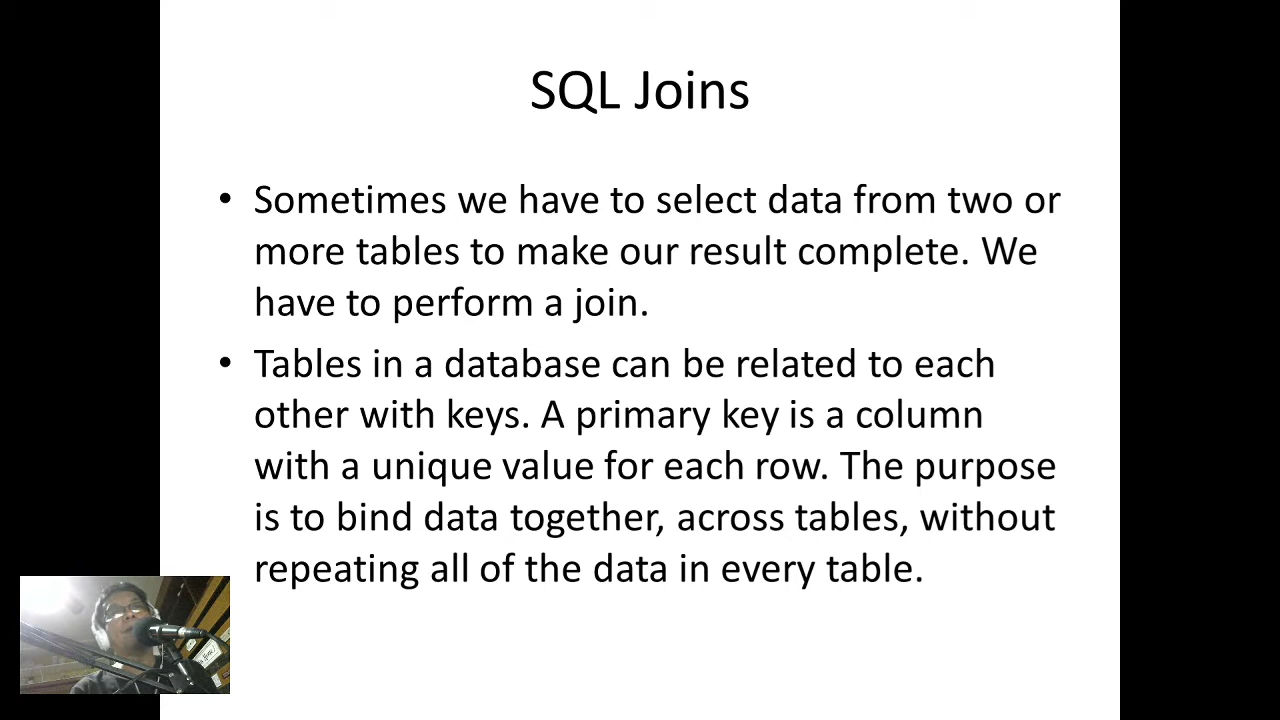 SQL Joins
• Sometimes we have to select data from two or
more tables to make our result complete. We
have to perform a join.
• Tables in a database can be related to each
other with keys. A primary key is a column
with a unique value for each row. The purpose
is to bind data together, across tables, without
repeating all of the data in every table.